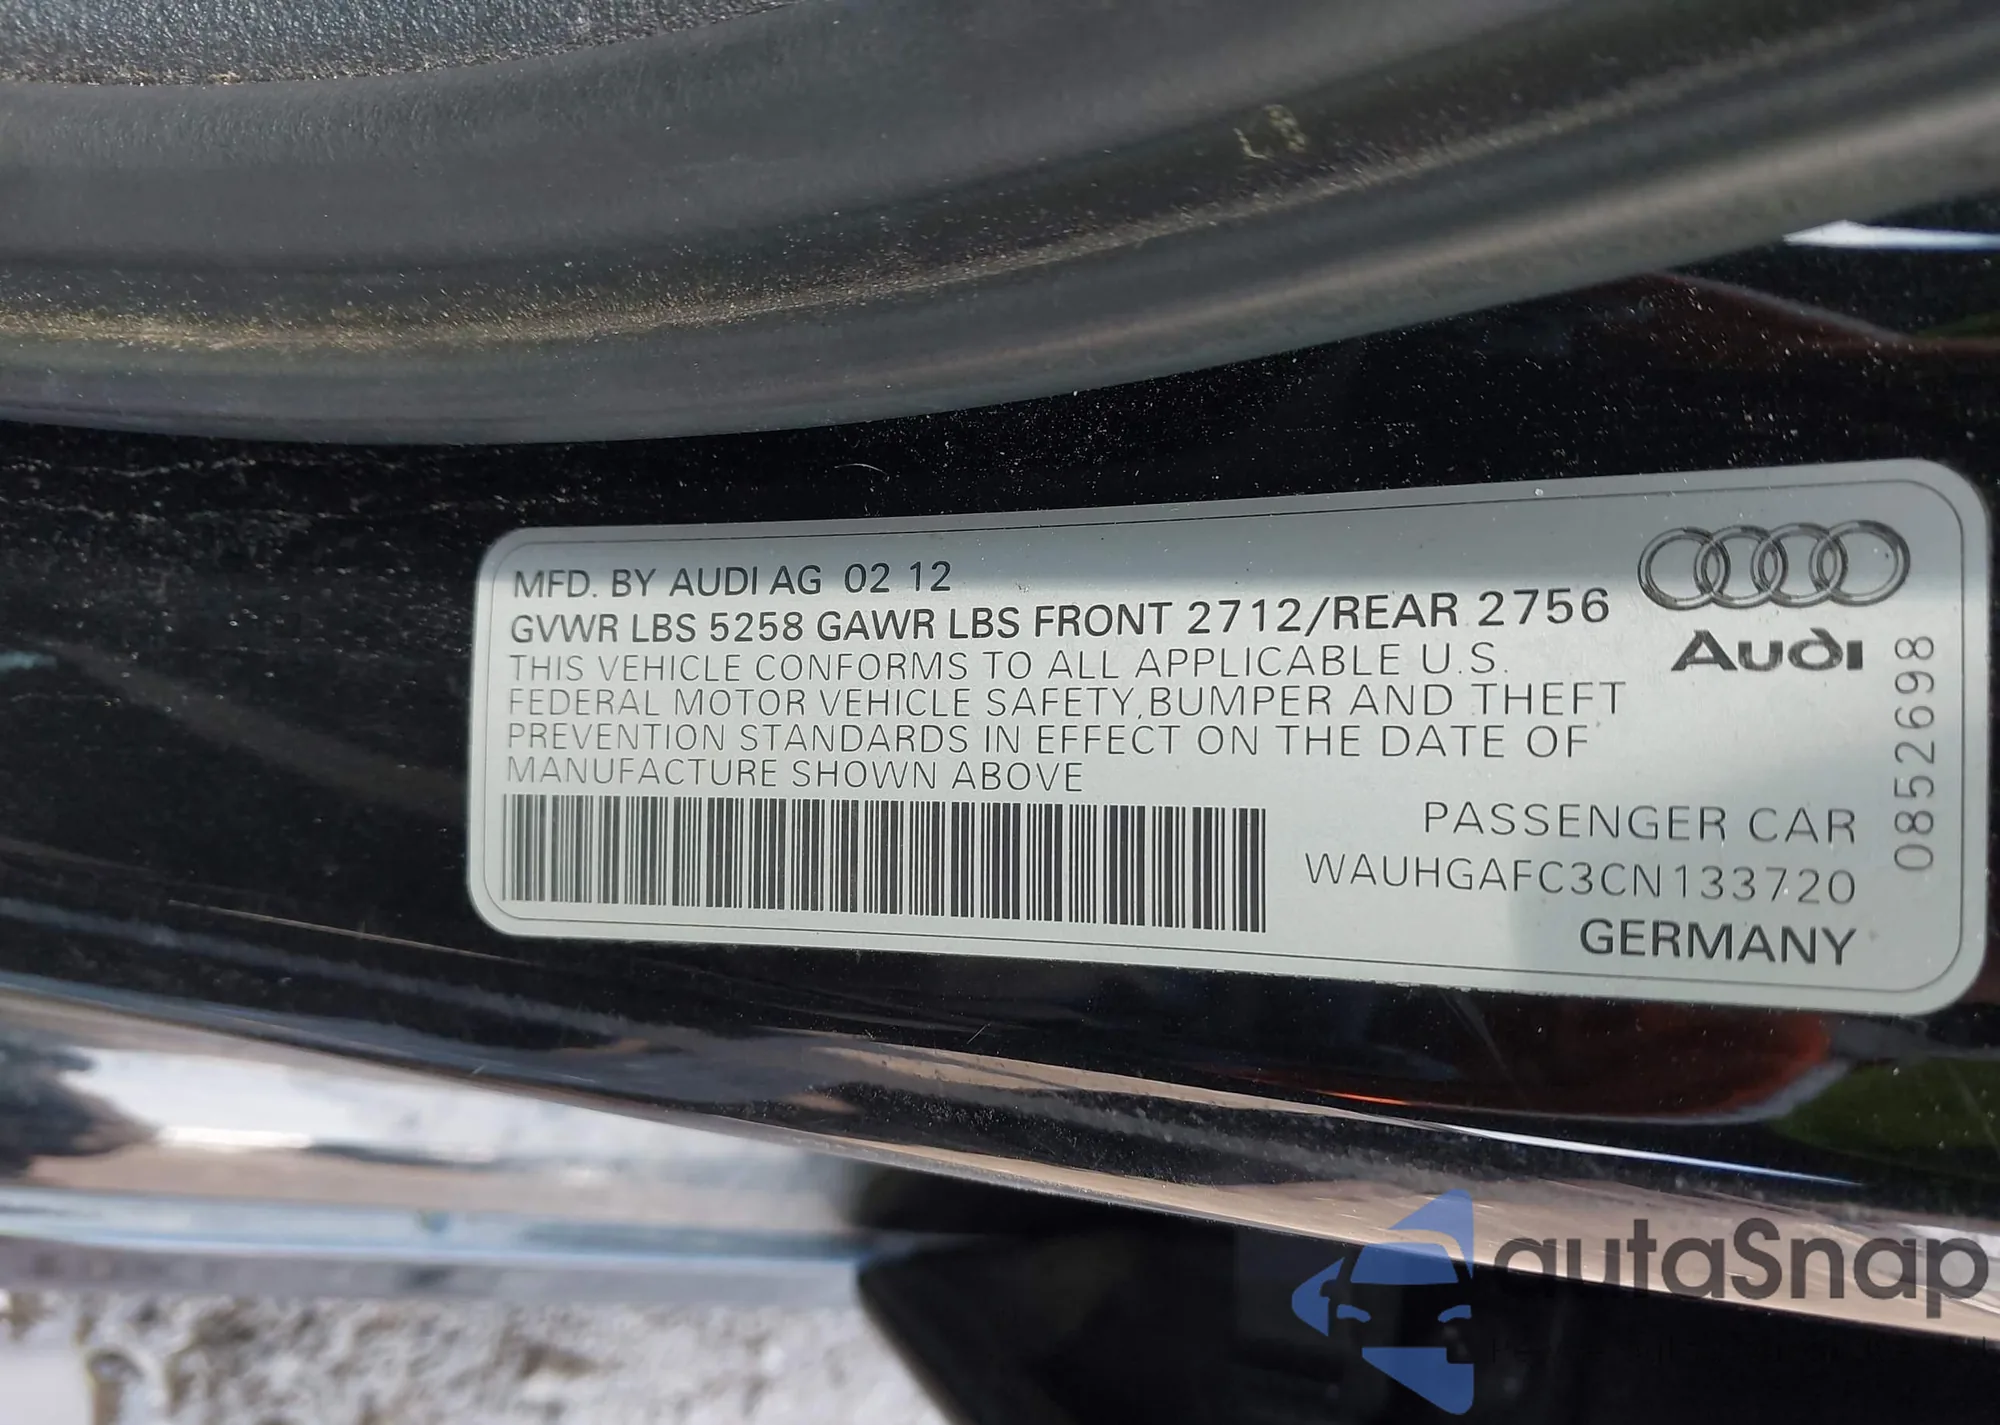 MFD. BY AUDI AG 02 12
GVWR LBS 5258 GAWR LBS FRONT 2712/REAR 2756
THIS VEHICLE CONFORMS TO ALL APPLICABLE U.S.
FEDERAL MOTOR VEHICLE SAFETY, BUMPER AND THEFT
PREVENTION STANDARDS IN EFFECT ON THE DATE OF
MANUFACTURE SHOWN ABOVE
Audi
0852698
PASSENGER CAR
WAUHGAFC3CN133720
GERMANY
autaSnap